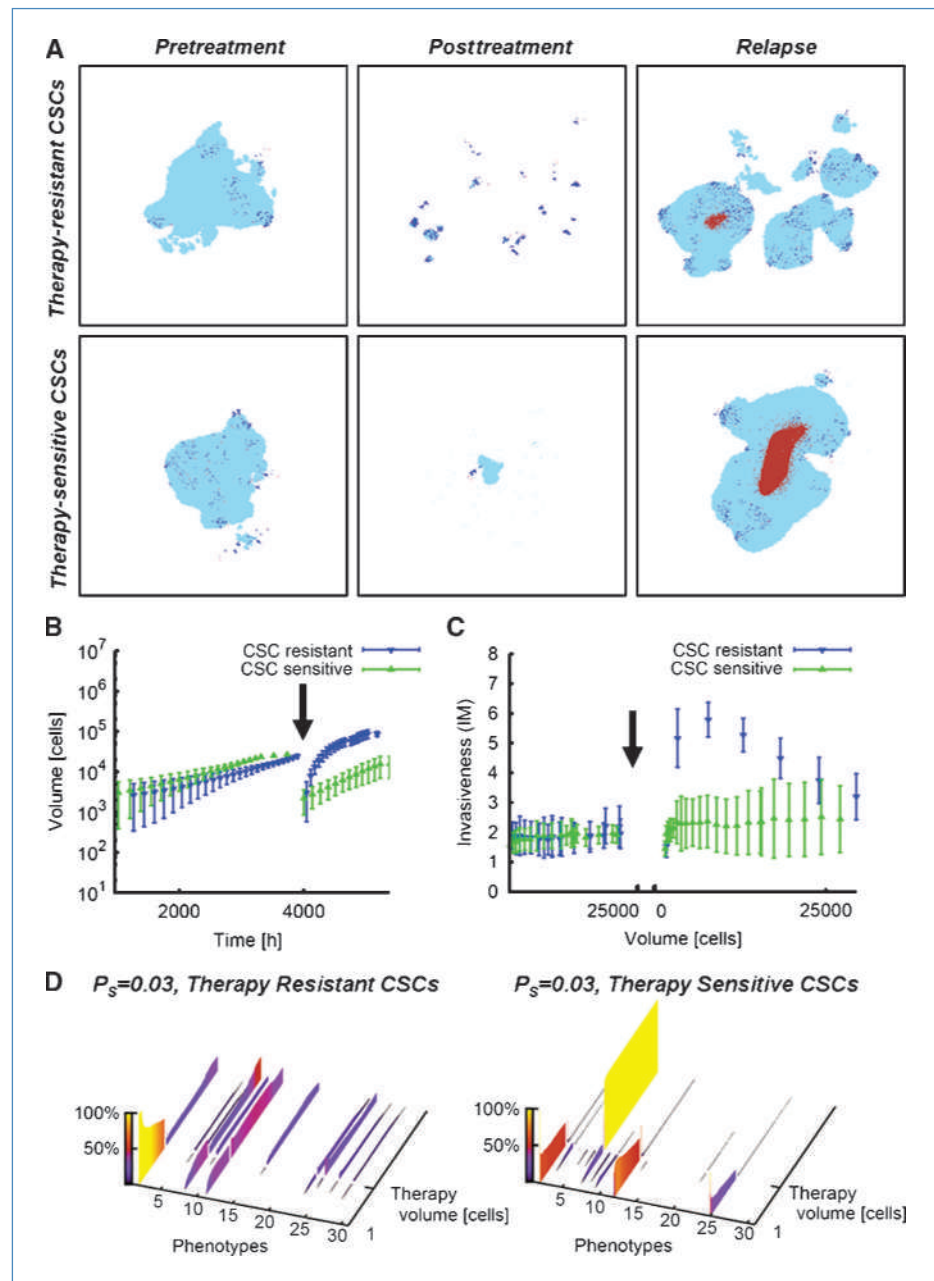 A
Pretreatment
Posttreatment
Relapse
Therapy-resistant CSCs
Therapy-sensitive CSCs
B
CSC resistant
CSC sensitive
10^7
10^6
10^5
10^4
10^3
10^2
10^1
Volume [cells]
2000 4000
Time [h]
C
CSC resistant
CSC sensitive
8
7
6
5
4
3
2
1
0
Invasiveness (IM)
25000 0 25000
Volume [cells]
D
P_S=0.03, Therapy Resistant CSCs
100%
50%
5 10 15 20 25 30 1
Phenotypes
Therapy
volume [cells]
P_S=0.03, Therapy Sensitive CSCs
100%
50%
5 10 15 20 25 30 1
Phenotypes
Therapy
volume [cells]